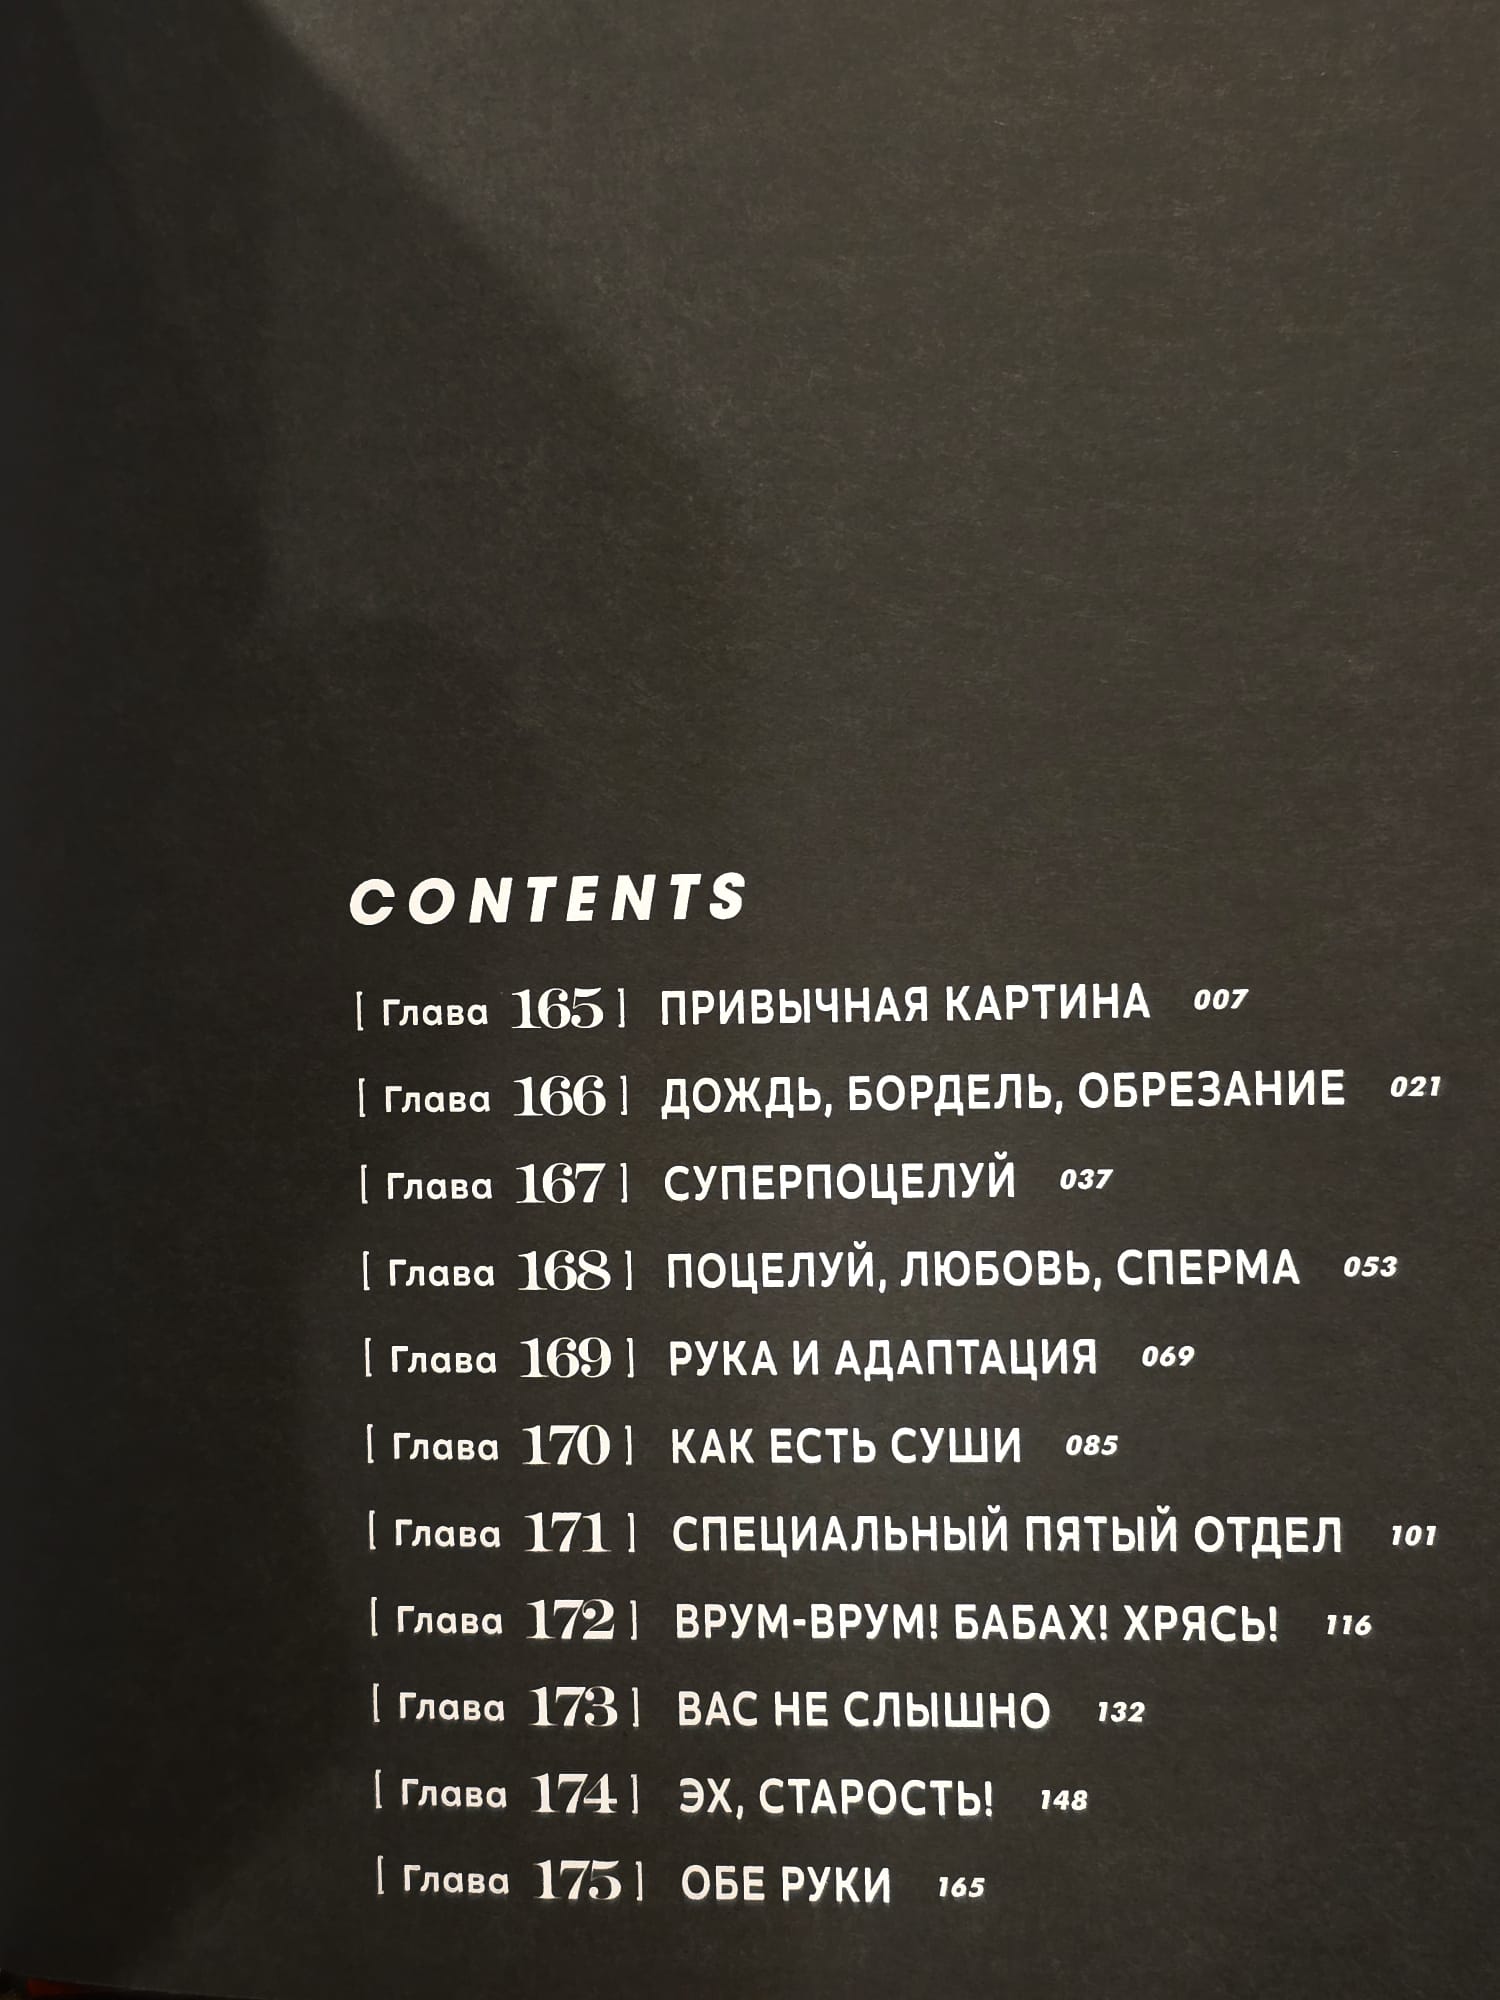 CONTENTS
[ Глава 165 ] ПРИВЫЧНАЯ КАРТИНА 007
[ Глава 166 ] ДОЖДЬ, БОРДЕЛЬ, ОБРЕЗАНИЕ 021
[ Глава 167 ] СУПЕРПОЦЕЛУЙ 037
[ Глава 168 ] ПОЦЕЛУЙ, ЛЮБОВЬ, СПЕРМА 053
[ Глава 169 ] РУКА И АДАПТАЦИЯ 069
[ Глава 170 ] КАК ЕСТЬ СУШИ 085
[ Глава 171 ] СПЕЦИАЛЬНЫЙ ПЯТЫЙ ОТДЕЛ 101
[ Глава 172 ] ВРУМ-ВРУМ! БАБАХ! ХРЯСЬ! 116
[ Глава 173 ] ВАС НЕ СЛЫШНО 132
[ Глава 174 ] ЭХ, СТАРОСТЬ! 148
[ Глава 175 ] ОБЕ РУКИ 165